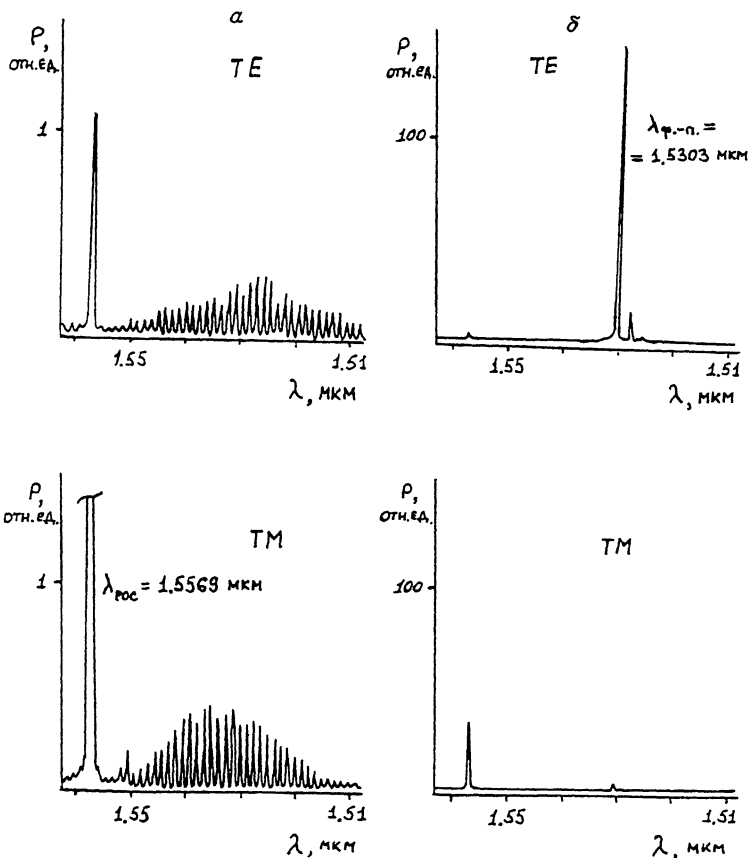 а
P,
отн.ед.
TE
1
1.55
1.51
λ, мкм
б
P,
отн.ед.
TE
100
λф.-п. =
= 1.5303 мкм
1.55
1.51
λ, мкм
P,
отн.ед.
TM
1
λРОС = 1.5569 мкм
1.55
1.51
λ, мкм
P,
отн.ед.
TM
100
1.55
1.51
λ, мкм